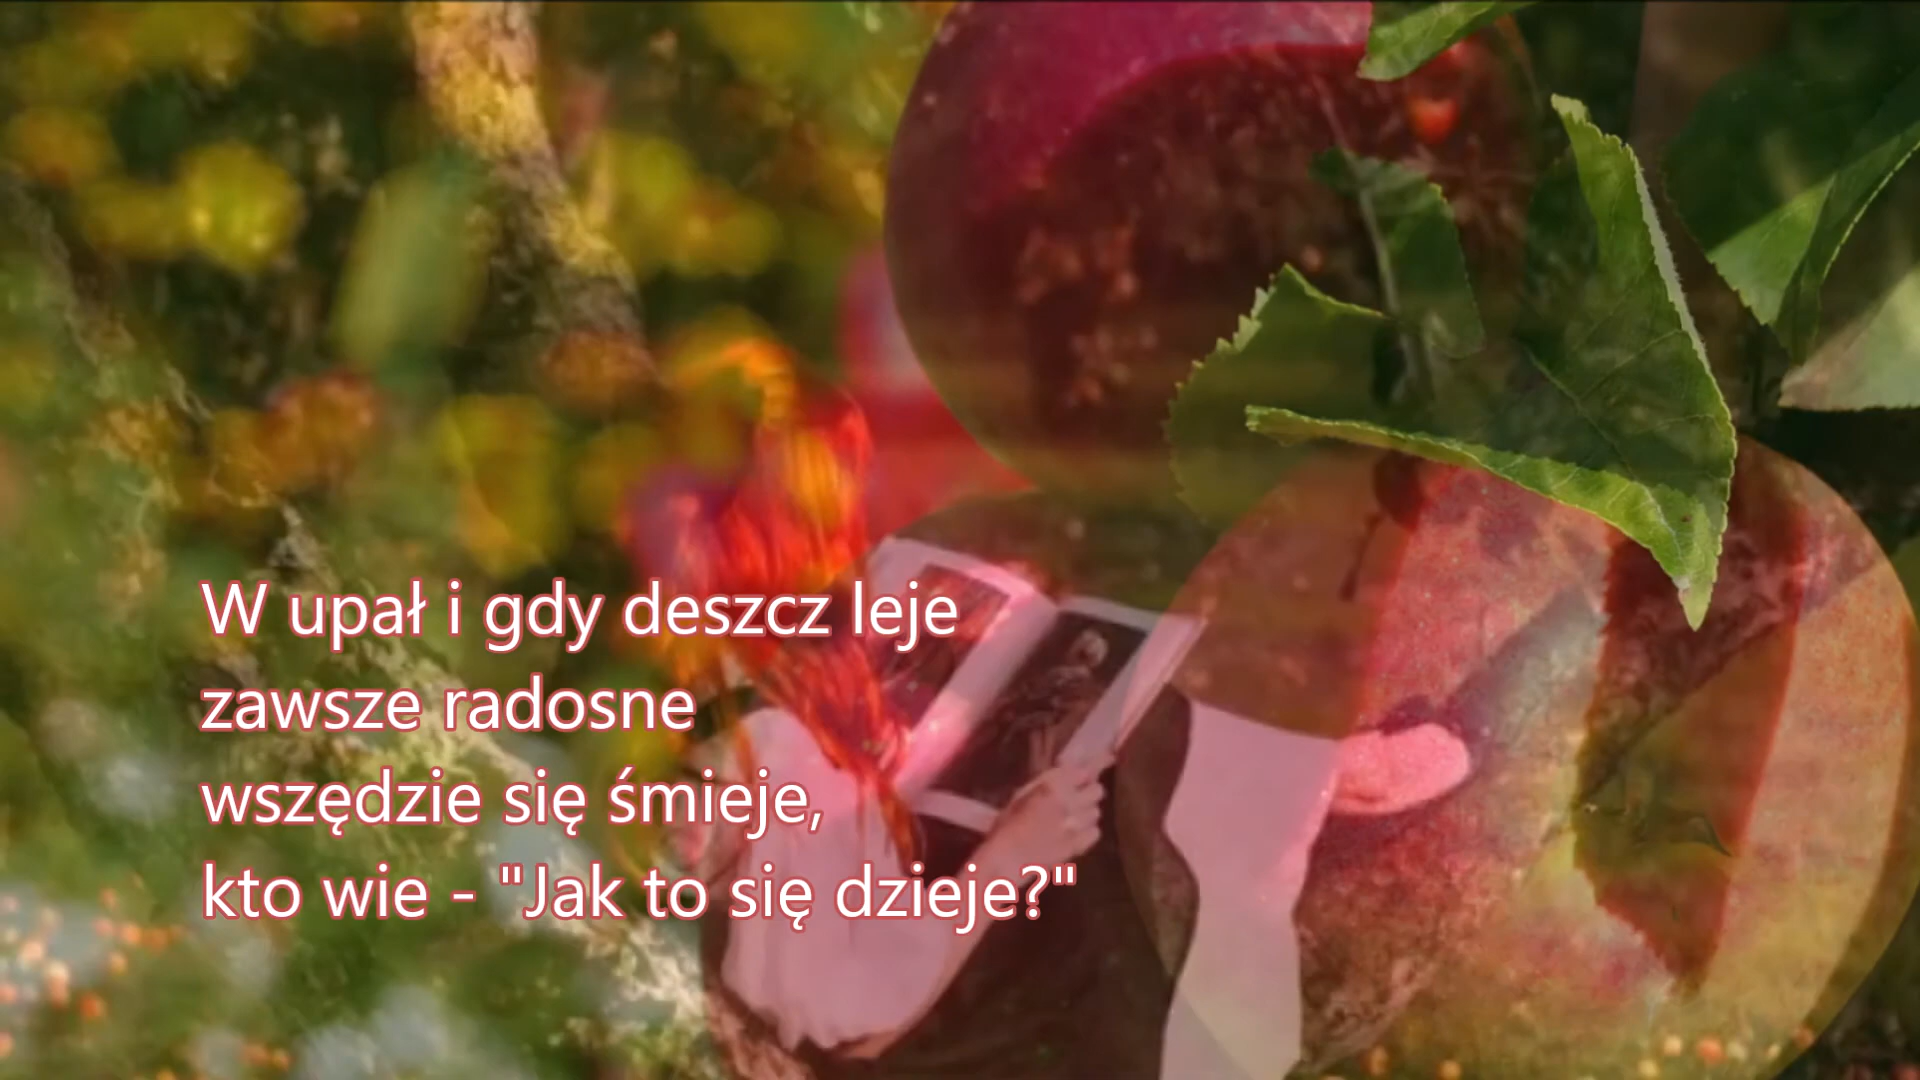 W upał i gdy deszcz leje
zawsze radosne
wszędzie się śmieje,
kto wie - "Jak to się dzieje?"